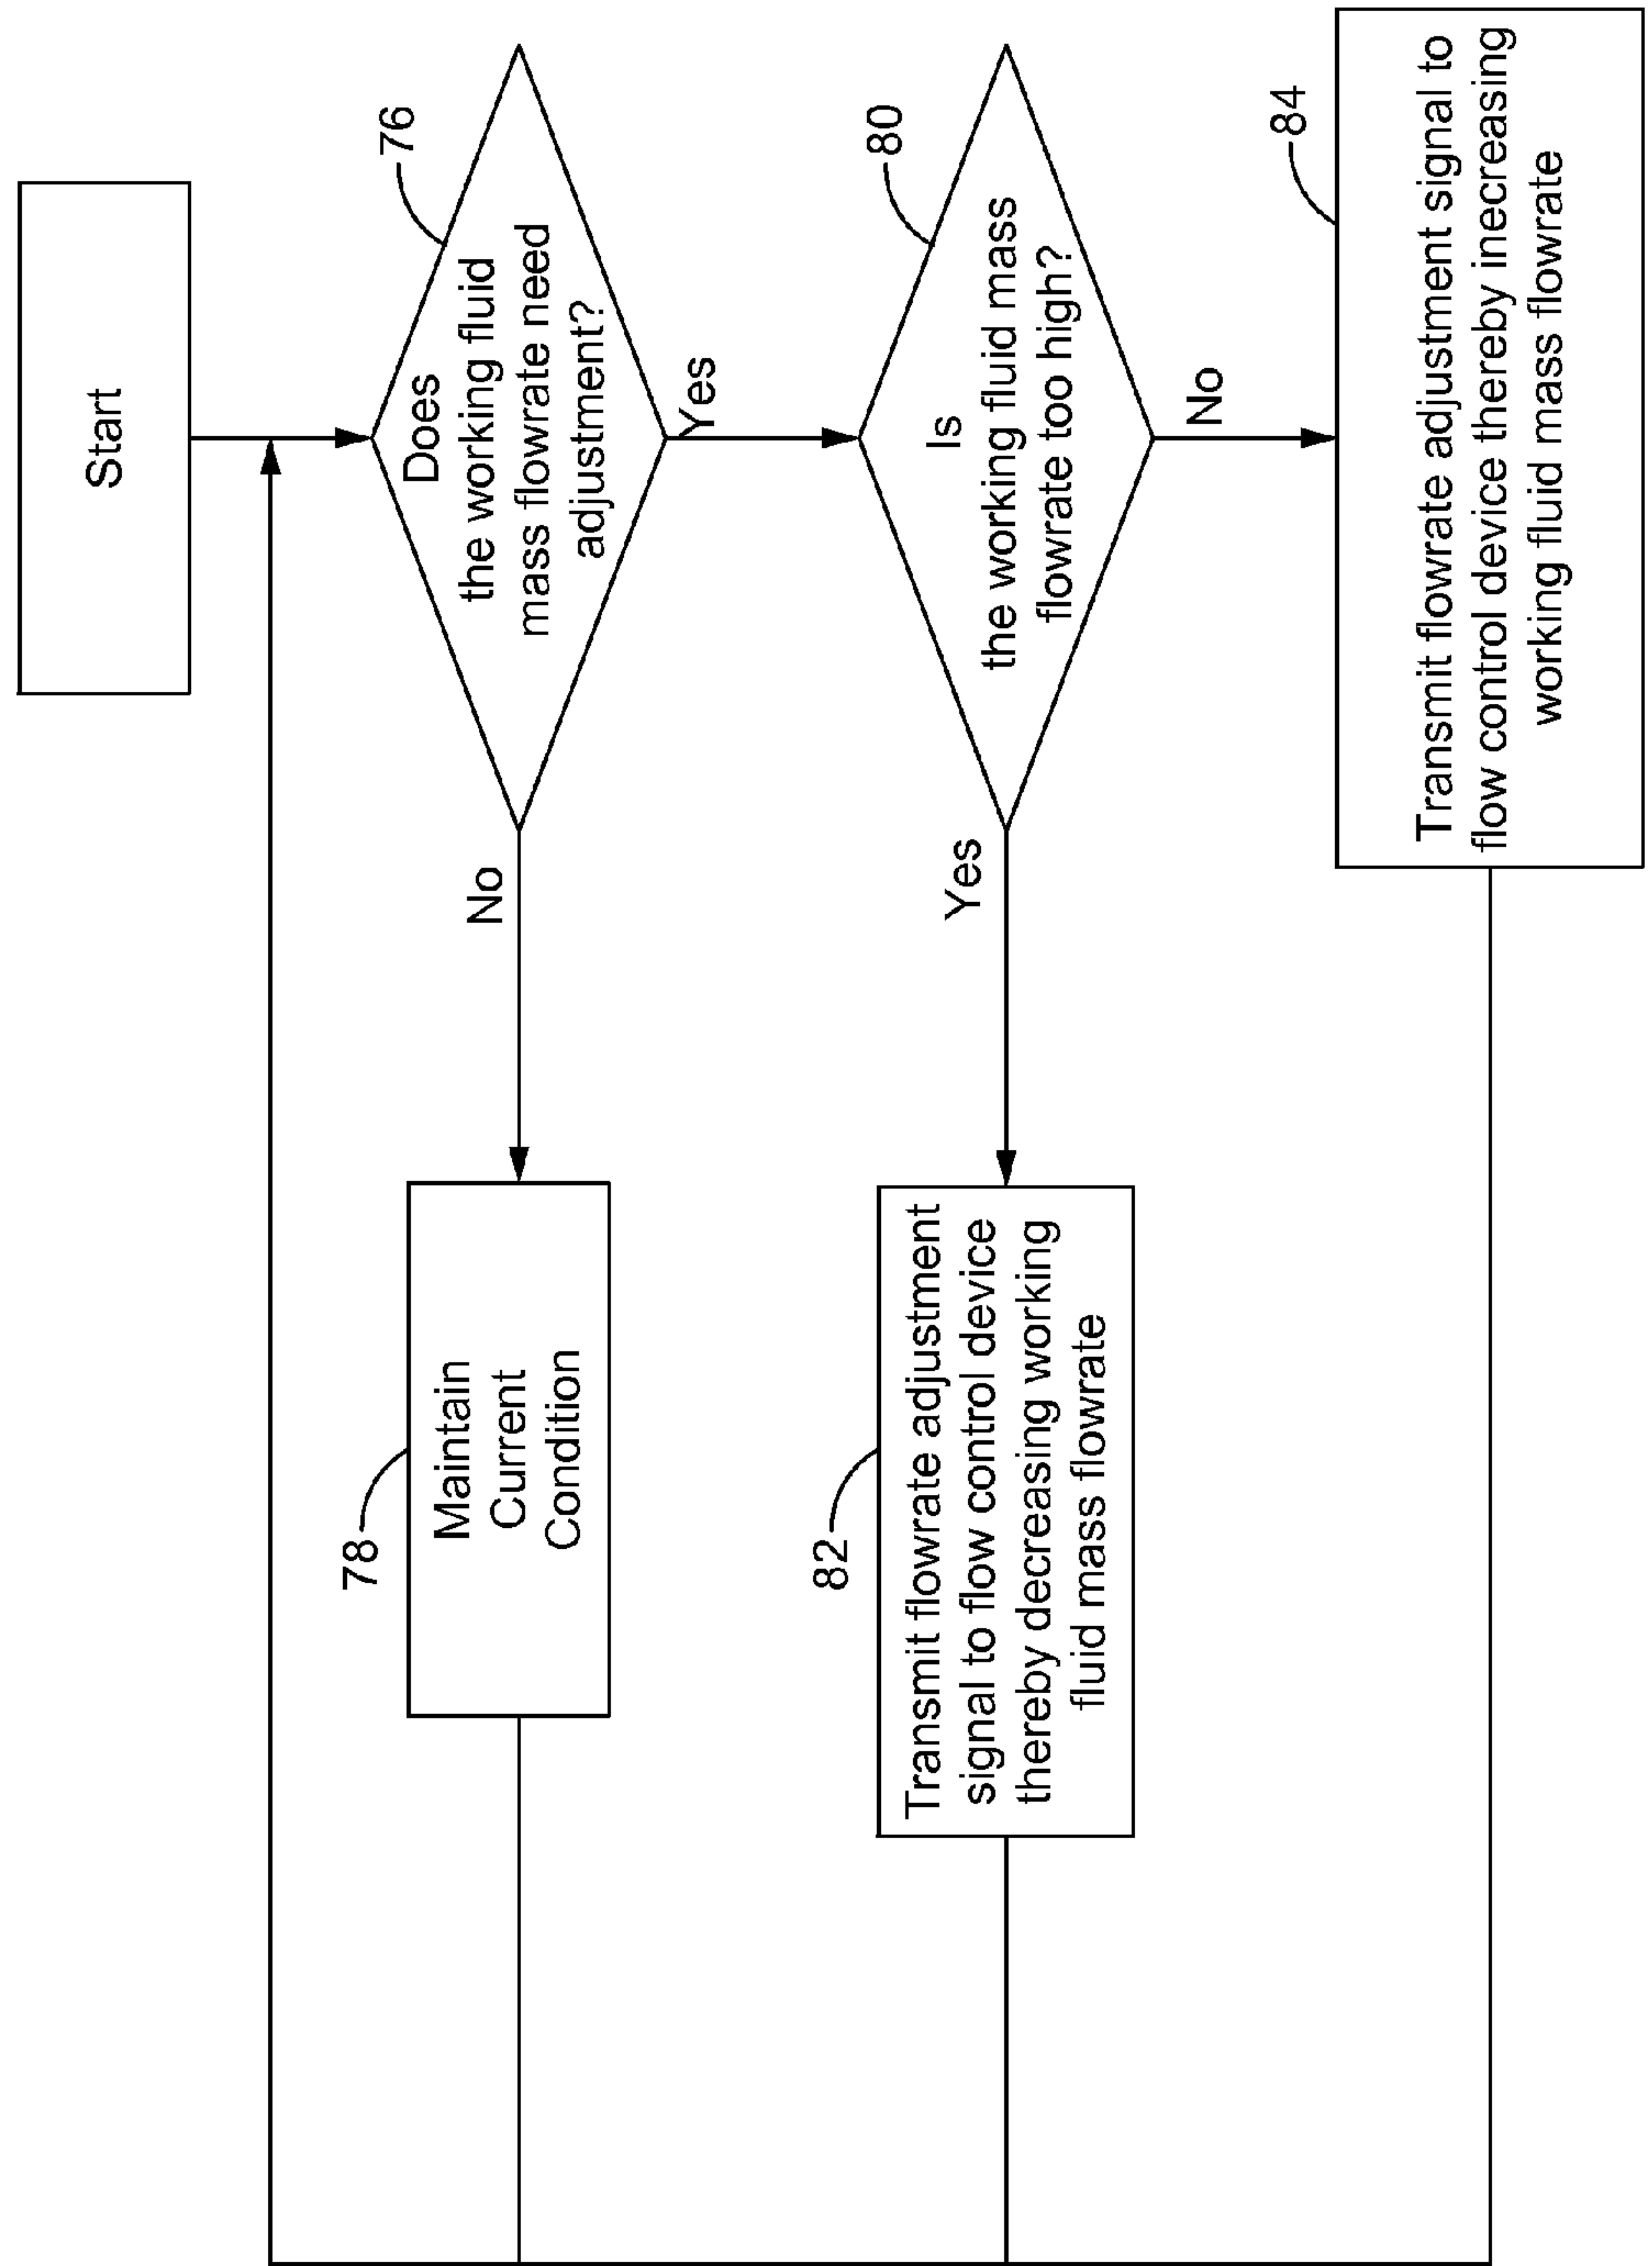 Start
76
Does
the working fluid
mass flowrate need
adjustment?
No
Yes
78
Maintain
Current
Condition
80
Is
the working fluid mass
flowrate too high?
Yes
No
82
Transmit flowrate adjustment
signal to flow control device
thereby decreasing working
fluid mass flowrate
84
Transmit flowrate adjustment signal to
flow control device thereby inecreasing
working fluid mass flowrate